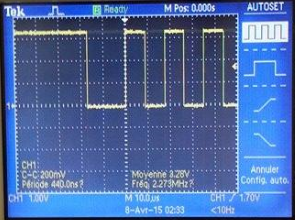 Tek Ready M Pos: 0.000s AUTOSET
1
CH1:
C-C 200mV Moyenne 3.28V
Période 440.0ns? Fréq. 2.273MHz?
Annuler
Config. auto.
CH1 1.00V M 10.0µs CH1 1.70V
8-Avr-15 02:33 <10Hz